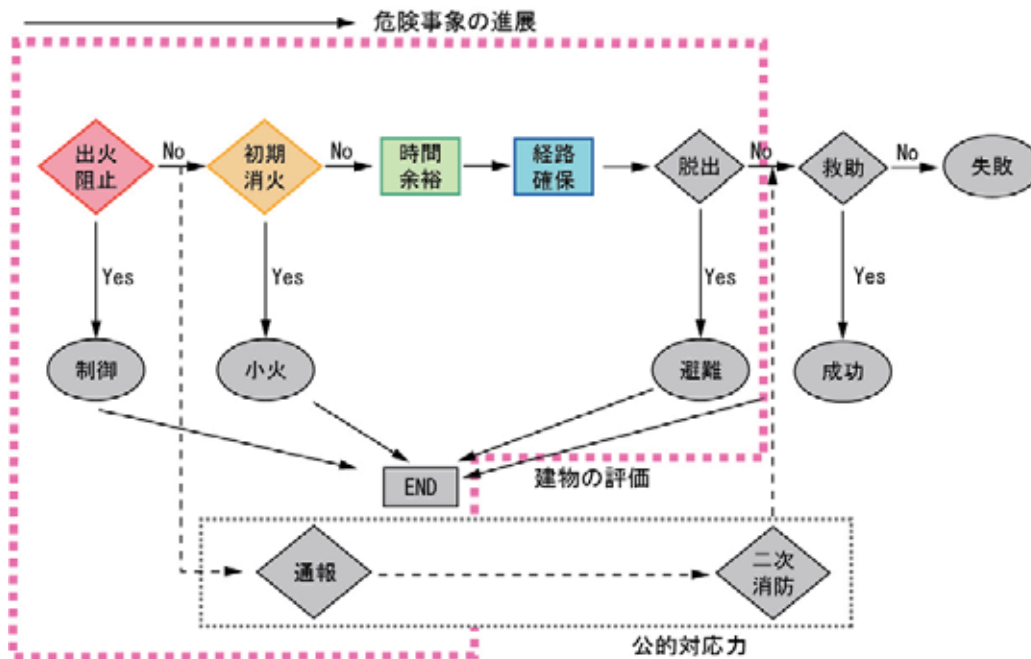 危険事象の進展
出火
阻止
No
初期
消火
No
時間
余裕
経路
確保
脱出
No
救助
No
失敗
Yes
Yes
Yes
Yes
制御
小火
避難
成功
END
建物の評価
通報
二次
消防
公的対応力